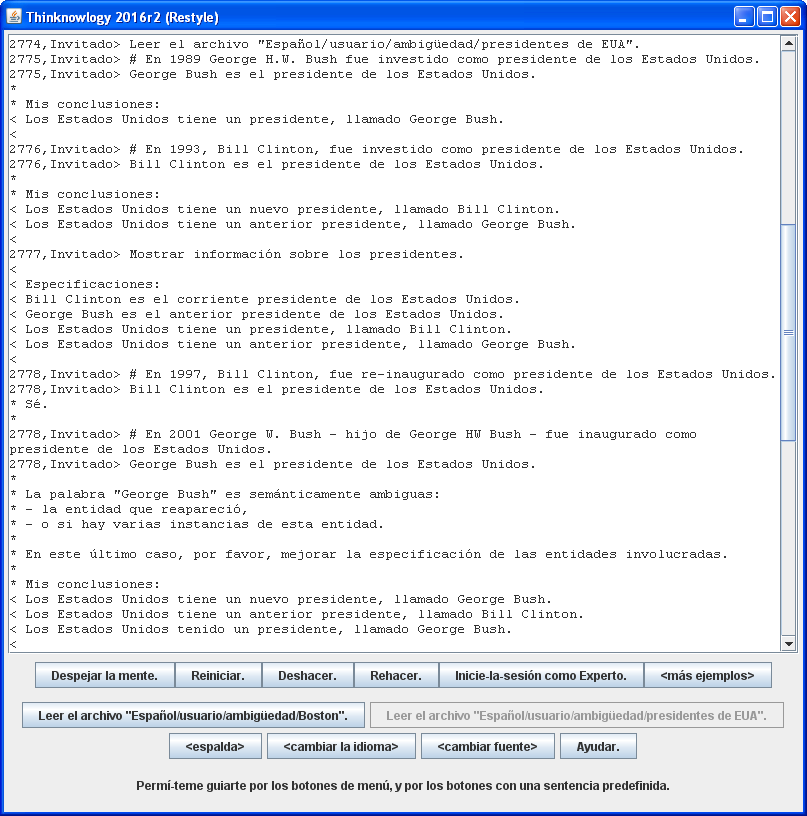 Thinknowlogy 2016r2 (Restyle)
2774,Invitado> Leer el archivo "Español/usuario/ambigüedad/presidentes de EUA".
2775,Invitado> # En 1989 George H.W. Bush fue investido como presidente de los Estados Unidos.
2775,Invitado> George Bush es el presidente de los Estados Unidos.
*
* Mis conclusiones:
< Los Estados Unidos tiene un presidente, llamado George Bush.
<
2776,Invitado> # En 1993, Bill Clinton, fue investido como presidente de los Estados Unidos.
2776,Invitado> Bill Clinton es el presidente de los Estados Unidos.
*
* Mis conclusiones:
< Los Estados Unidos tiene un nuevo presidente, llamado Bill Clinton.
< Los Estados Unidos tiene un anterior presidente, llamado George Bush.
<
2777,Invitado> Mostrar información sobre los presidentes.
<
< Especificaciones:
< Bill Clinton es el corriente presidente de los Estados Unidos.
< George Bush es el anterior presidente de los Estados Unidos.
< Los Estados Unidos tiene un presidente, llamado Bill Clinton.
< Los Estados Unidos tiene un anterior presidente, llamado George Bush.
<
2778,Invitado> # En 1997, Bill Clinton, fue re-inaugurado como presidente de los Estados Unidos.
2778,Invitado> Bill Clinton es el presidente de los Estados Unidos.
* Sé.
*
2778,Invitado> # En 2001 George W. Bush - hijo de George HW Bush - fue inaugurado como
presidente de los Estados Unidos.
2778,Invitado> George Bush es el presidente de los Estados Unidos.
*
* La palabra "George Bush" es semánticamente ambiguas:
* - la entidad que reapareció,
* - o si hay varias instancias de esta entidad.
*
* En este último caso, por favor, mejorar la especificación de las entidades involucradas.
*
* Mis conclusiones:
< Los Estados Unidos tiene un nuevo presidente, llamado George Bush.
< Los Estados Unidos tiene un anterior presidente, llamado Bill Clinton.
< Los Estados Unidos tenido un presidente, llamado George Bush.
<
Despejar la mente. Reiniciar. Deshacer. Rehacer. Inicie-la-sesión como Experto. <más ejemplos>
Leer el archivo "Español/usuario/ambigüedad/Boston". Leer el archivo "Español/usuario/ambigüedad/presidentes de EUA".
<espalda> <cambiar la idioma> <cambiar fuente> Ayudar.
Permí-teme guiarte por los botones de menú, y por los botones con una sentencia predefinida.